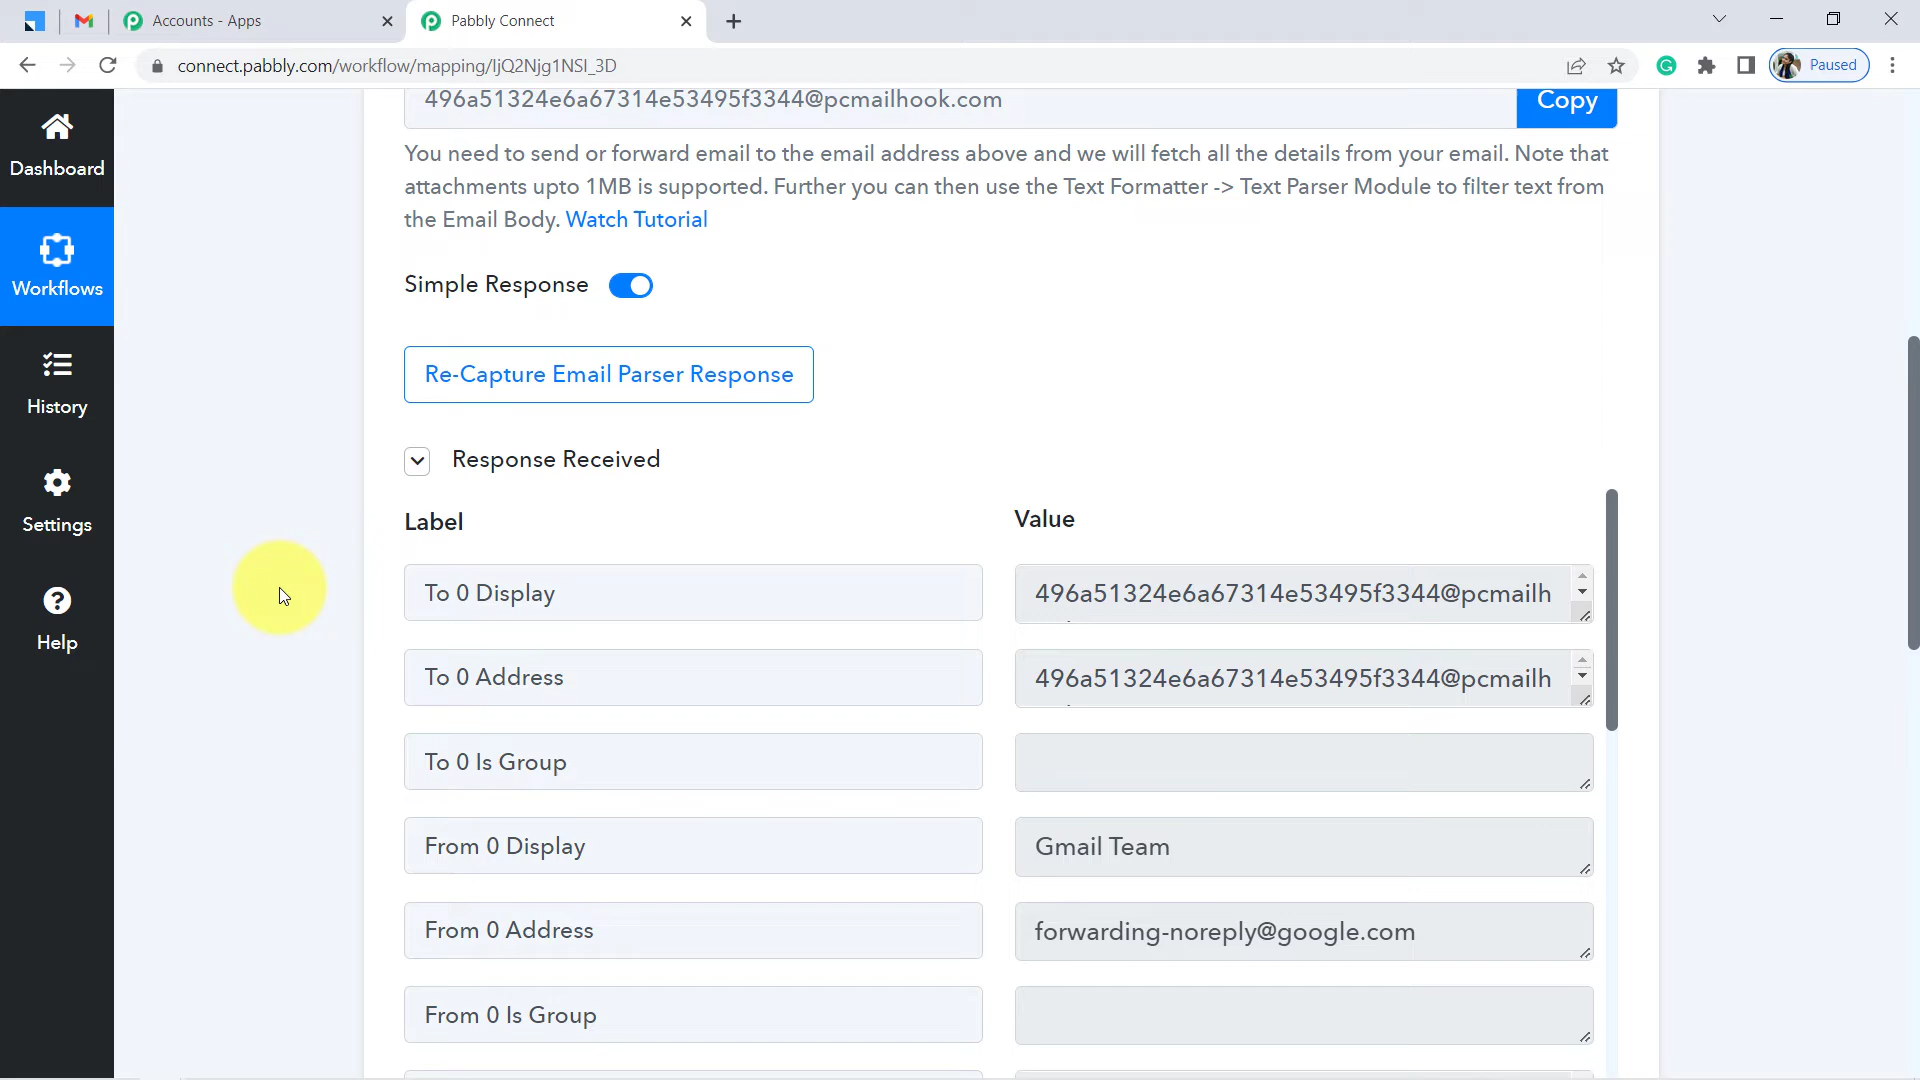 Accounts - Apps
Pabbly Connect
connect.pabbly.com/workflow/mapping/IjQ2Njg1NSI_3D
Paused
Dashboard
Workflows
History
Settings
Help
496a51324e6a67314e53495f3344@pcmailhook.com
Copy
You need to send or forward email to the email address above and we will fetch all the details from your email. Note that
attachments upto 1MB is supported. Further you can then use the Text Formatter -> Text Parser Module to filter text from
the Email Body. Watch Tutorial
Simple Response
Re-Capture Email Parser Response
Response Received
Label
Value
To 0 Display
496a51324e6a67314e53495f3344@pcmailh
To 0 Address
496a51324e6a67314e53495f3344@pcmailh
To 0 Is Group
From 0 Display
Gmail Team
From 0 Address
forwarding-noreply@google.com
From 0 Is Group